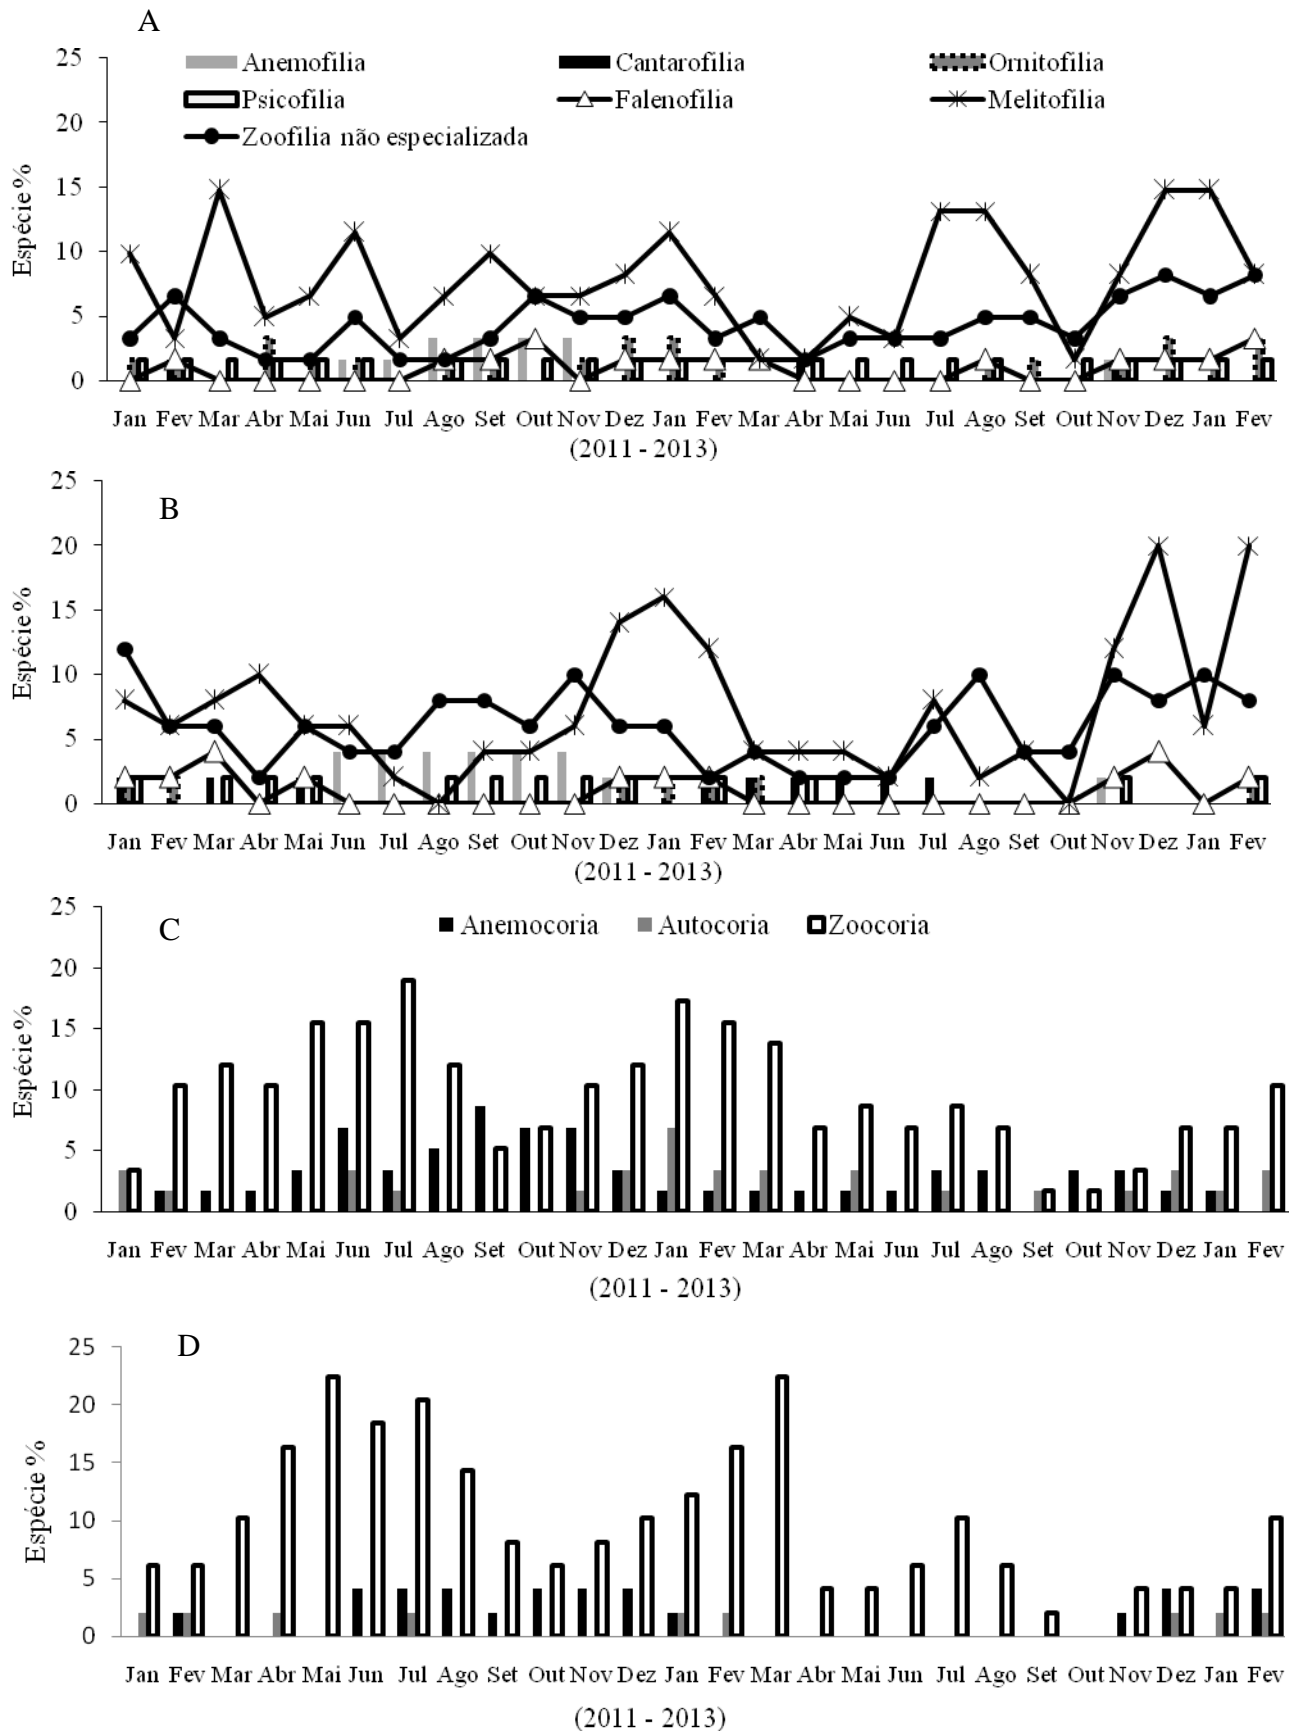 A
25
20
15
10
5
0
Espécie %
Anemofilia Cantarofilia Ornitofilia
Psicofilia Falenofilia Melitofilia
Zoofilia não especializada
Jan Fev Mar Abr Mai Jun Jul Ago Set Out Nov Dez Jan Fev Mar Abr Mai Jun Jul Ago Set Out Nov Dez Jan Fev
(2011 - 2013)
B
25
20
15
10
5
0
Espécie %
Jan Fev Mar Abr Mai Jun Jul Ago Set Out Nov Dez Jan Fev Mar Abr Mai Jun Jul Ago Set Out Nov Dez Jan Fev
(2011 - 2013)
C
25
20
15
10
5
0
Espécie %
Anemocoria Autocoria Zoocoria
Jan Fev Mar Abr Mai Jun Jul Ago Set Out Nov Dez Jan Fev Mar Abr Mai Jun Jul Ago Set Out Nov Dez Jan Fev
(2011 - 2013)
D
25
20
15
10
5
0
Espécie %
Jan Fev Mar Abr Mai Jun Jul Ago Set Out Nov Dez Jan Fev Mar Abr Mai Jun Jul Ago Set Out Nov Dez Jan Fev
(2011 - 2013)